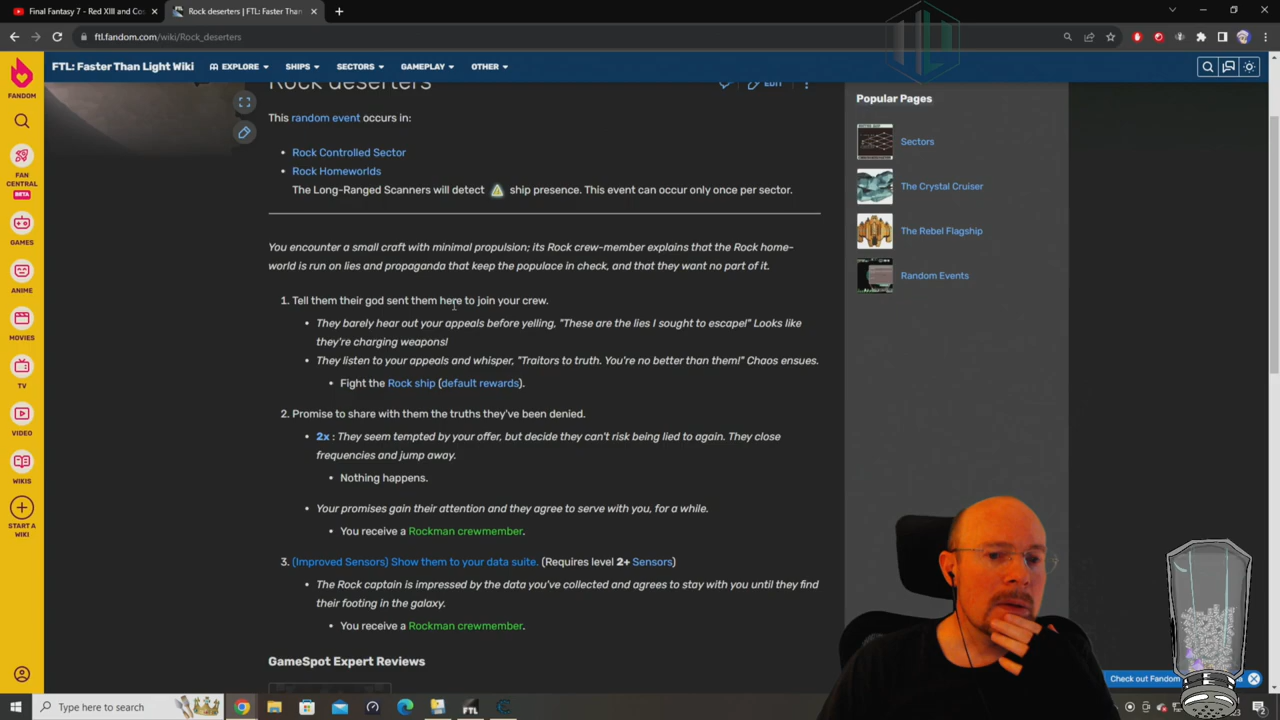 Final Fantasy 7 - Red XIII and Cos
Rock deserters | FTL: Faster Than
ftl.fandom.com/wiki/Rock_deserters
FTL: Faster Than Light Wiki
EXPLORE
SHIPS
SECTORS
GAMEPLAY
OTHER
FANDOM
FAN CENTRAL
BETA
GAMES
ANIME
MOVIES
TV
VIDEO
WIKIS
START A WIKI
Rock deserters
EDIT
This random event occurs in:
• Rock Controlled Sector
• Rock Homeworlds
The Long-Ranged Scanners will detect ship presence. This event can occur only once per sector.
You encounter a small craft with minimal propulsion; its Rock crew-member explains that the Rock home-
world is run on lies and propaganda that keep the populace in check, and that they want no part of it.
1. Tell them their god sent them here to join your crew.
• They barely hear out your appeals before yelling, "These are the lies I sought to escape!" Looks like
they're charging weapons!
• They listen to your appeals and whisper, "Traitors to truth. You're no better than them!" Chaos ensues.
• Fight the Rock ship (default rewards).
2. Promise to share with them the truths they've been denied.
• 2x : They seem tempted by your offer, but decide they can't risk being lied to again. They close
frequencies and jump away.
• Nothing happens.
• Your promises gain their attention and they agree to serve with you, for a while.
• You receive a Rockman crewmember.
3. (Improved Sensors) Show them to your data suite. (Requires level 2+ Sensors)
• The Rock captain is impressed by the data you've collected and agrees to stay with you until they find
their footing in the galaxy.
• You receive a Rockman crewmember.
GameSpot Expert Reviews
Popular Pages
Sectors
The Crystal Cruiser
The Rebel Flagship
Random Events
Check out Fandom
Type here to search